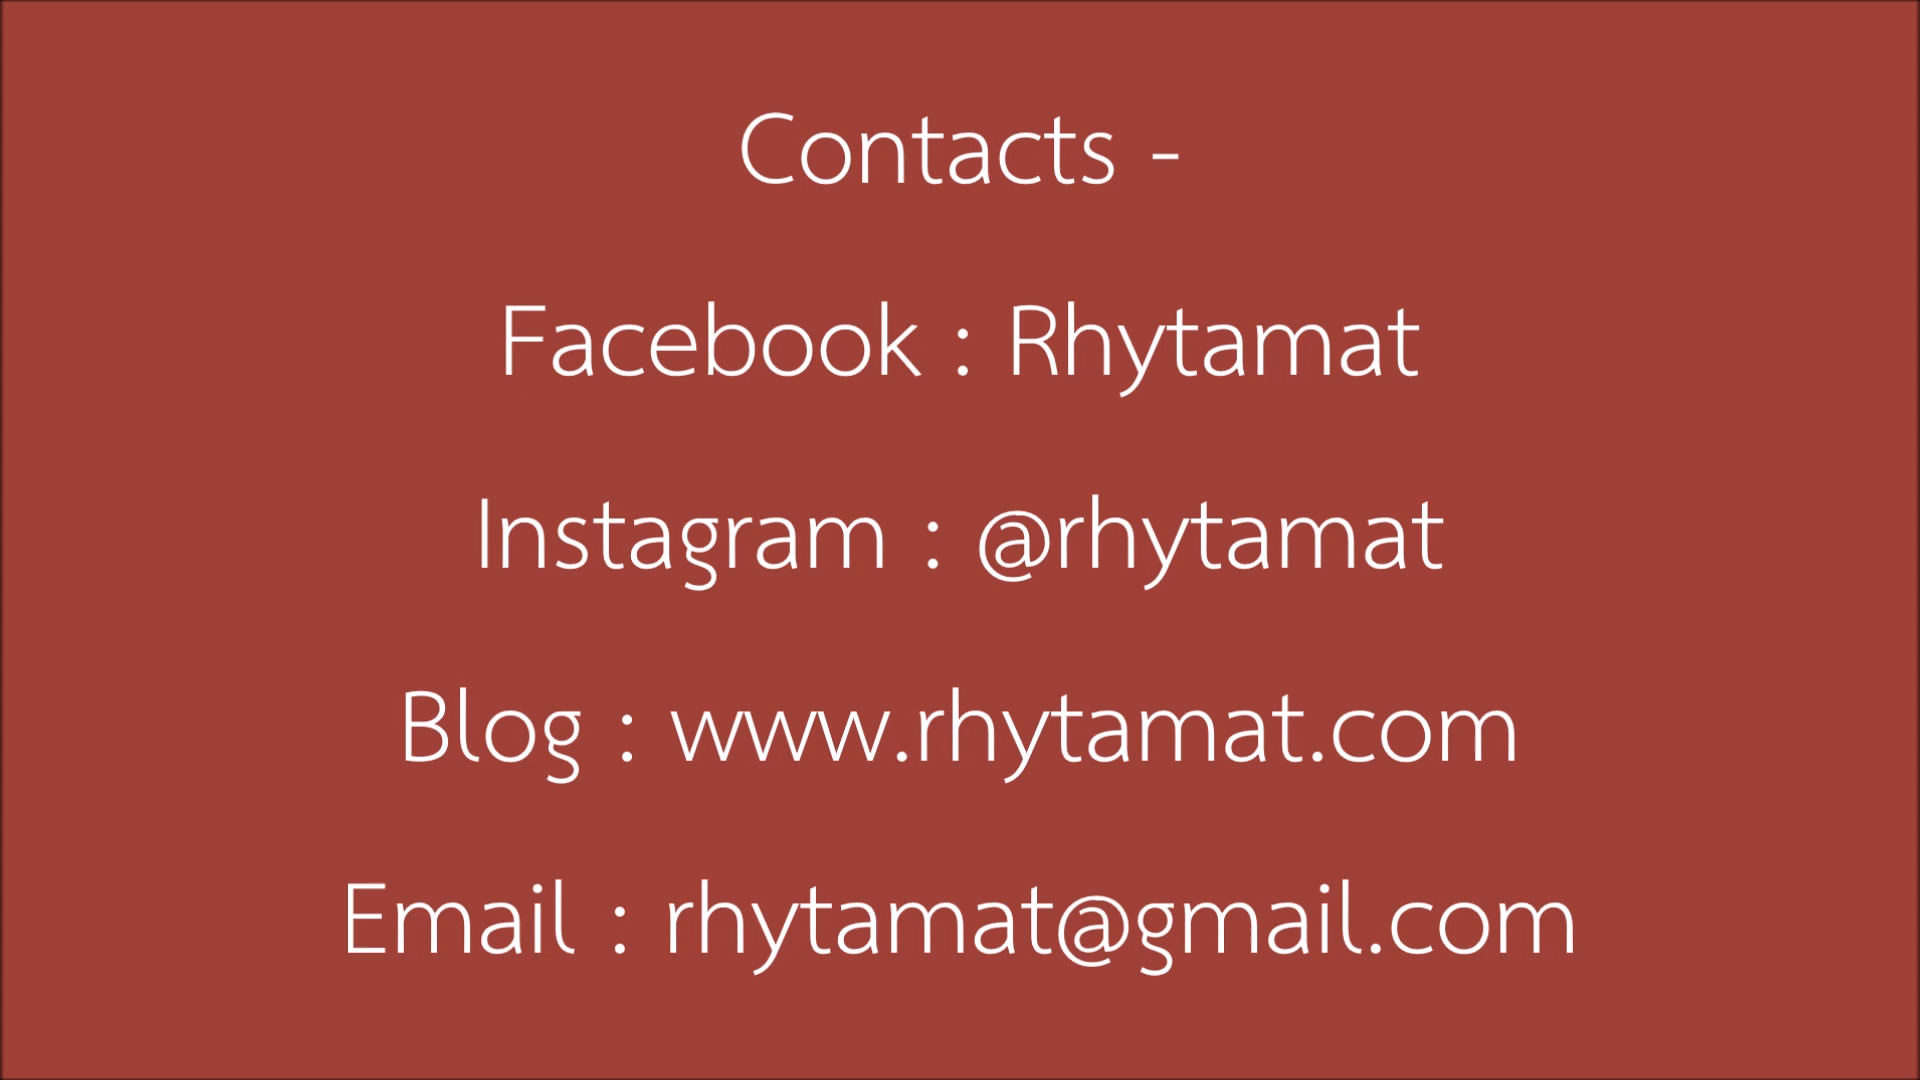 Contacts -
Facebook : Rhytamat
Instagram : @rhytamat
Blog : www.rhytamat.com
Email : rhytamat@gmail.com